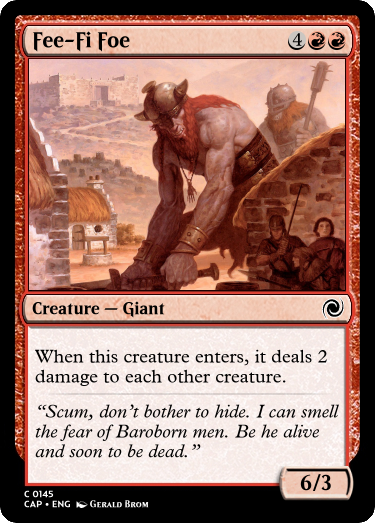 Fee-Fi Foe 4
Creature — Giant
When this creature enters, it deals 2
damage to each other creature.
“Scum, don’t bother to hide. I can smell
the fear of Baroborn men. Be he alive
and soon to be dead.”
6/3
C 0145
CAP • ENG Gerald Brom